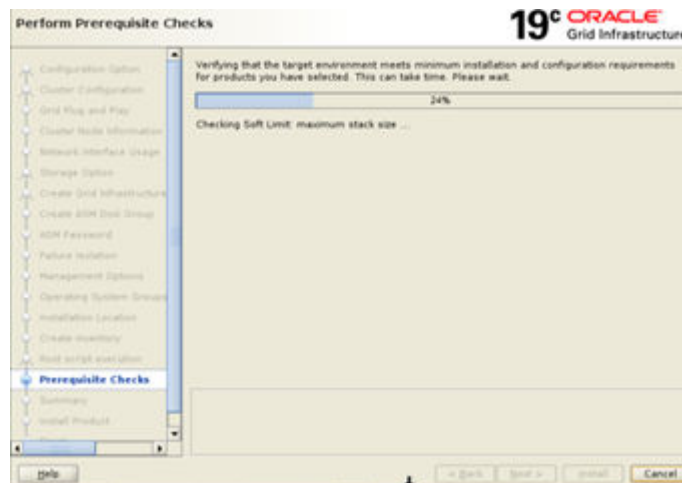 Perform Prerequisite Checks
19c ORACLE
Grid Infrastructure
Configuration Option
Cluster Configuration
Grid Plug and Play
Cluster Node Information
Network Interface Usage
Storage Option
Create Grid Infrastructure
Create ASM Disk Group
ASM Password
Failure Isolation
Management Options
Operating System Groups
Installation Location
Create Inventory
Root script execution
Prerequisite Checks
Summary
Install Product
Verifying that the target environment meets minimum installation and configuration requirements
for products you have selected. This can take time. Please wait.
24%
Checking Soft Limit: maximum stack size ...
Help
< Back
Next >
Install
Cancel